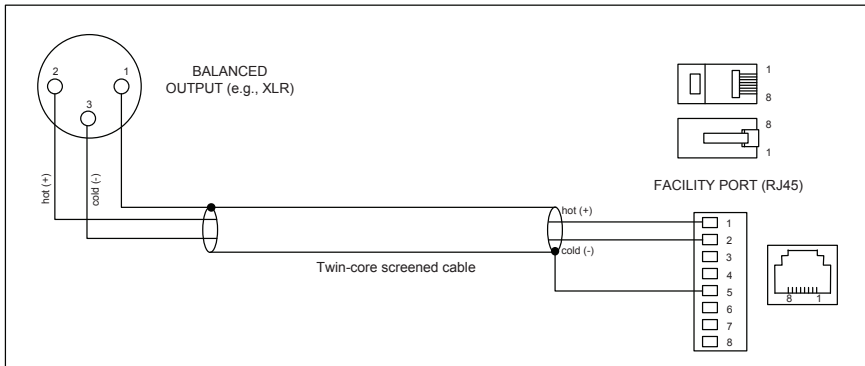 BALANCED
OUTPUT (e.g., XLR)
2
1
3
hot (+)
cold (-)
1
8
8
1
FACILITY PORT (RJ45)
hot (+)
cold (-)
Twin-core screened cable
1
2
3
4
5
6
7
8
8 1